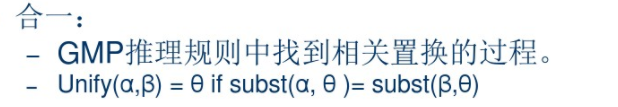 合一：
– GMP推理规则中找到相关置换的过程。
– Unify(α,β) = θ if subst(α, θ )= subst(β,θ)